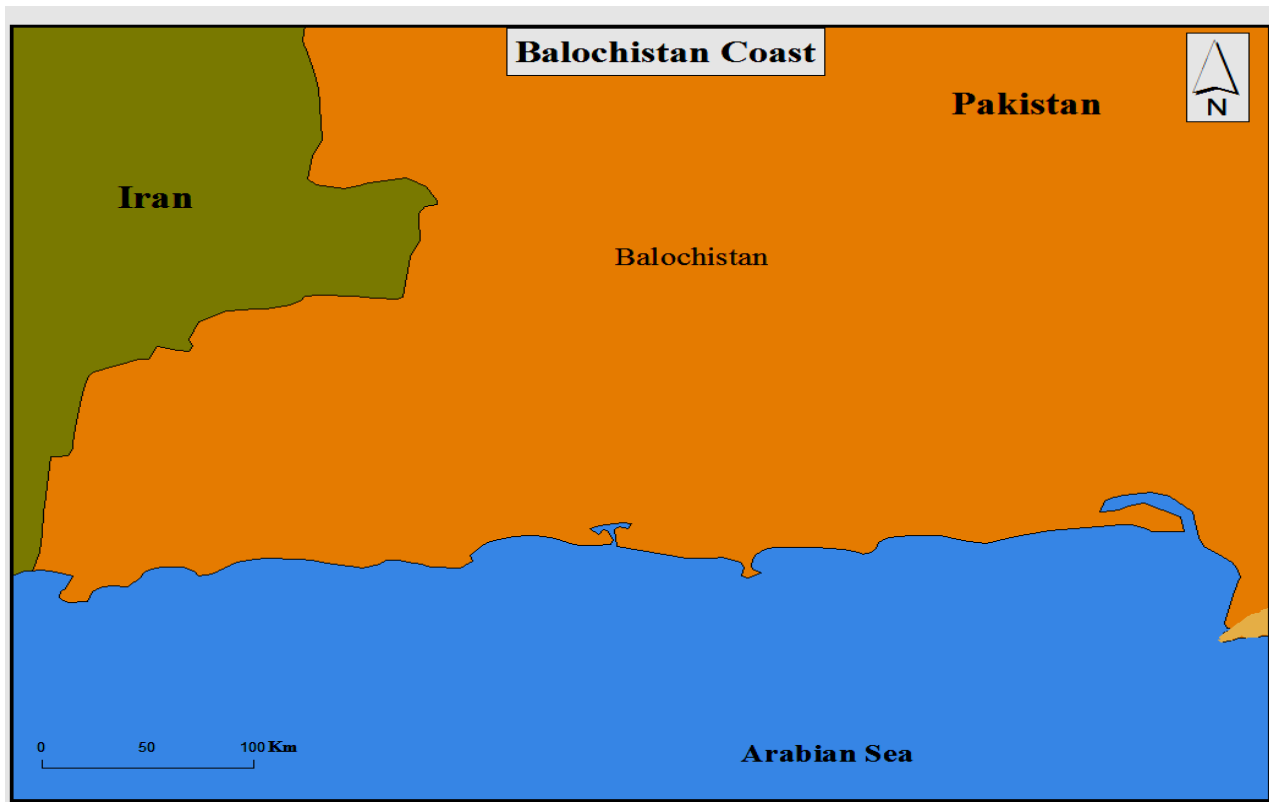 Balochistan Coast
Pakistan
N
Iran
Balochistan
0 50 100 Km
Arabian Sea